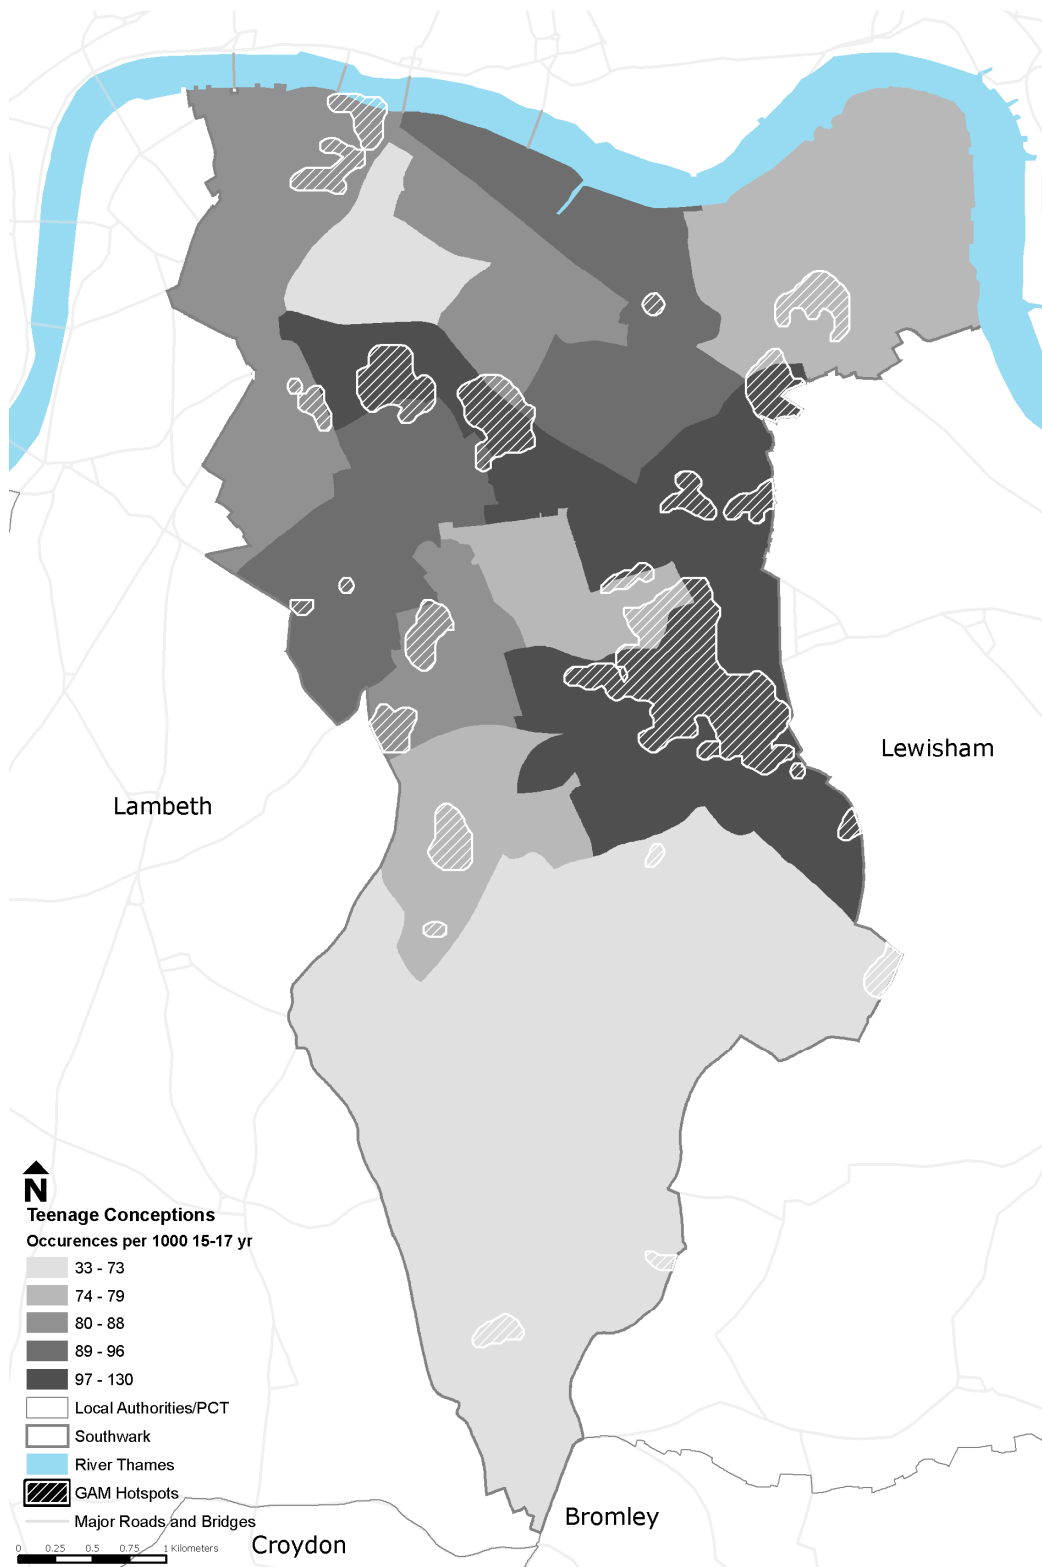 Lewisham
Lambeth
N
Teenage Conceptions
Occurences per 1000 15-17 yr
33 - 73
74 - 79
80 - 88
89 - 96
97 - 130
Local Authorities/PCT
Southwark
River Thames
GAM Hotspots
Major Roads and Bridges
0 0.25 0.5 0.75 1 Kilometers
Bromley
Croydon